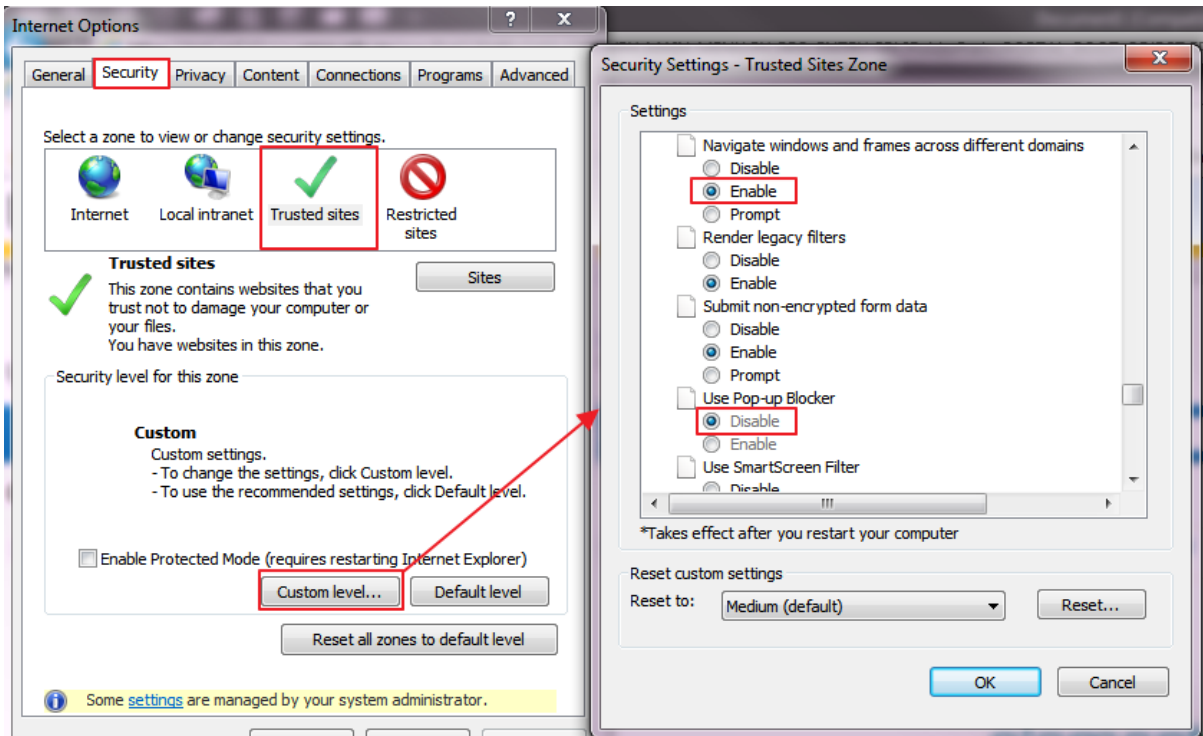 Internet Options
?
X
General
Security
Privacy
Content
Connections
Programs
Advanced
Select a zone to view or change security settings.
Internet
Local intranet
Trusted sites
Restricted
sites
Trusted sites
This zone contains websites that you
trust not to damage your computer or
your files.
You have websites in this zone.
Sites
Security level for this zone
Custom
Custom settings.
- To change the settings, click Custom level.
- To use the recommended settings, click Default level.
Enable Protected Mode (requires restarting Internet Explorer)
Custom level...
Default level
Reset all zones to default level
Some settings are managed by your system administrator.
Security Settings - Trusted Sites Zone
X
Settings
Navigate windows and frames across different domains
Disable
Enable
Prompt
Render legacy filters
Disable
Enable
Submit non-encrypted form data
Disable
Enable
Prompt
Use Pop-up Blocker
Disable
Enable
Use SmartScreen Filter
Disable
*Takes effect after you restart your computer
Reset custom settings
Reset to:
Medium (default)
Reset...
OK
Cancel